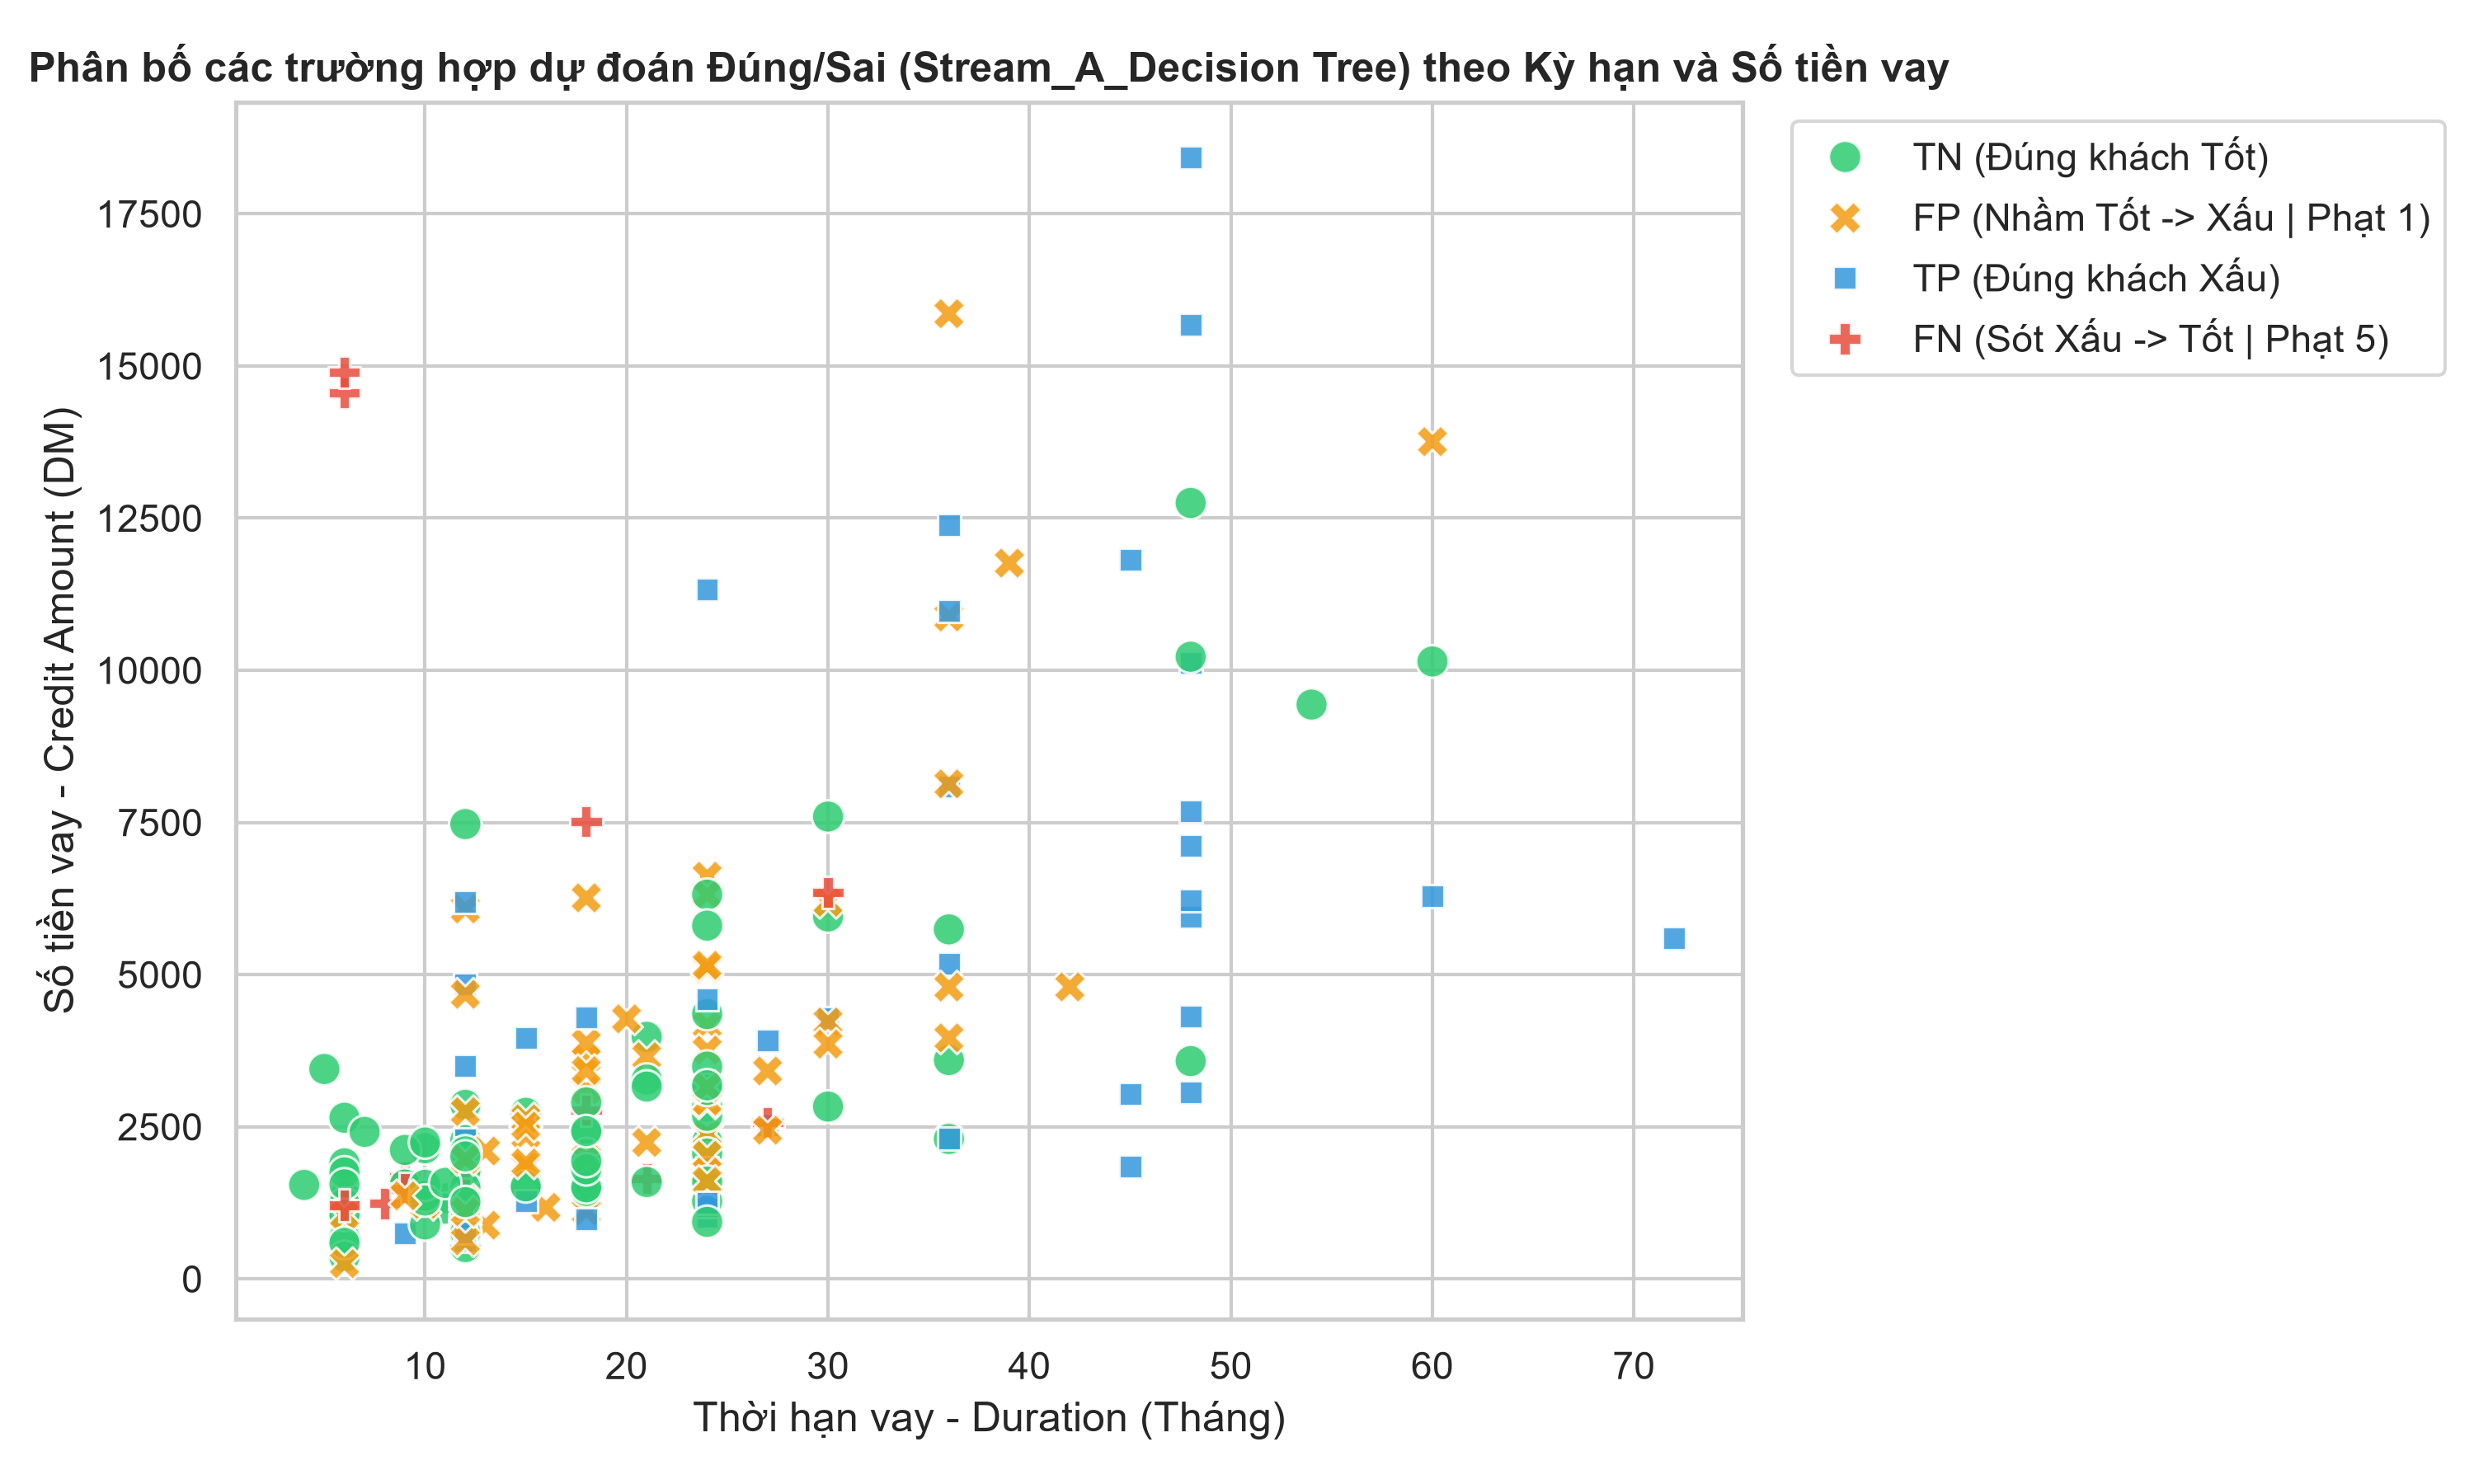 Phân bố các trường hợp dự đoán Đúng/Sai (Stream_A_Decision Tree) theo Kỳ hạn và Số tiền vay
TN (Đúng khách Tốt)
FP (Nhầm Tốt -> Xấu | Phạt 1)
TP (Đúng khách Xấu)
FN (Sót Xấu -> Tốt | Phạt 5)
Số tiền vay - Credit Amount (DM)
17500
15000
12500
10000
7500
5000
2500
0
10 20 30 40 50 60 70
Thời hạn vay - Duration (Tháng)